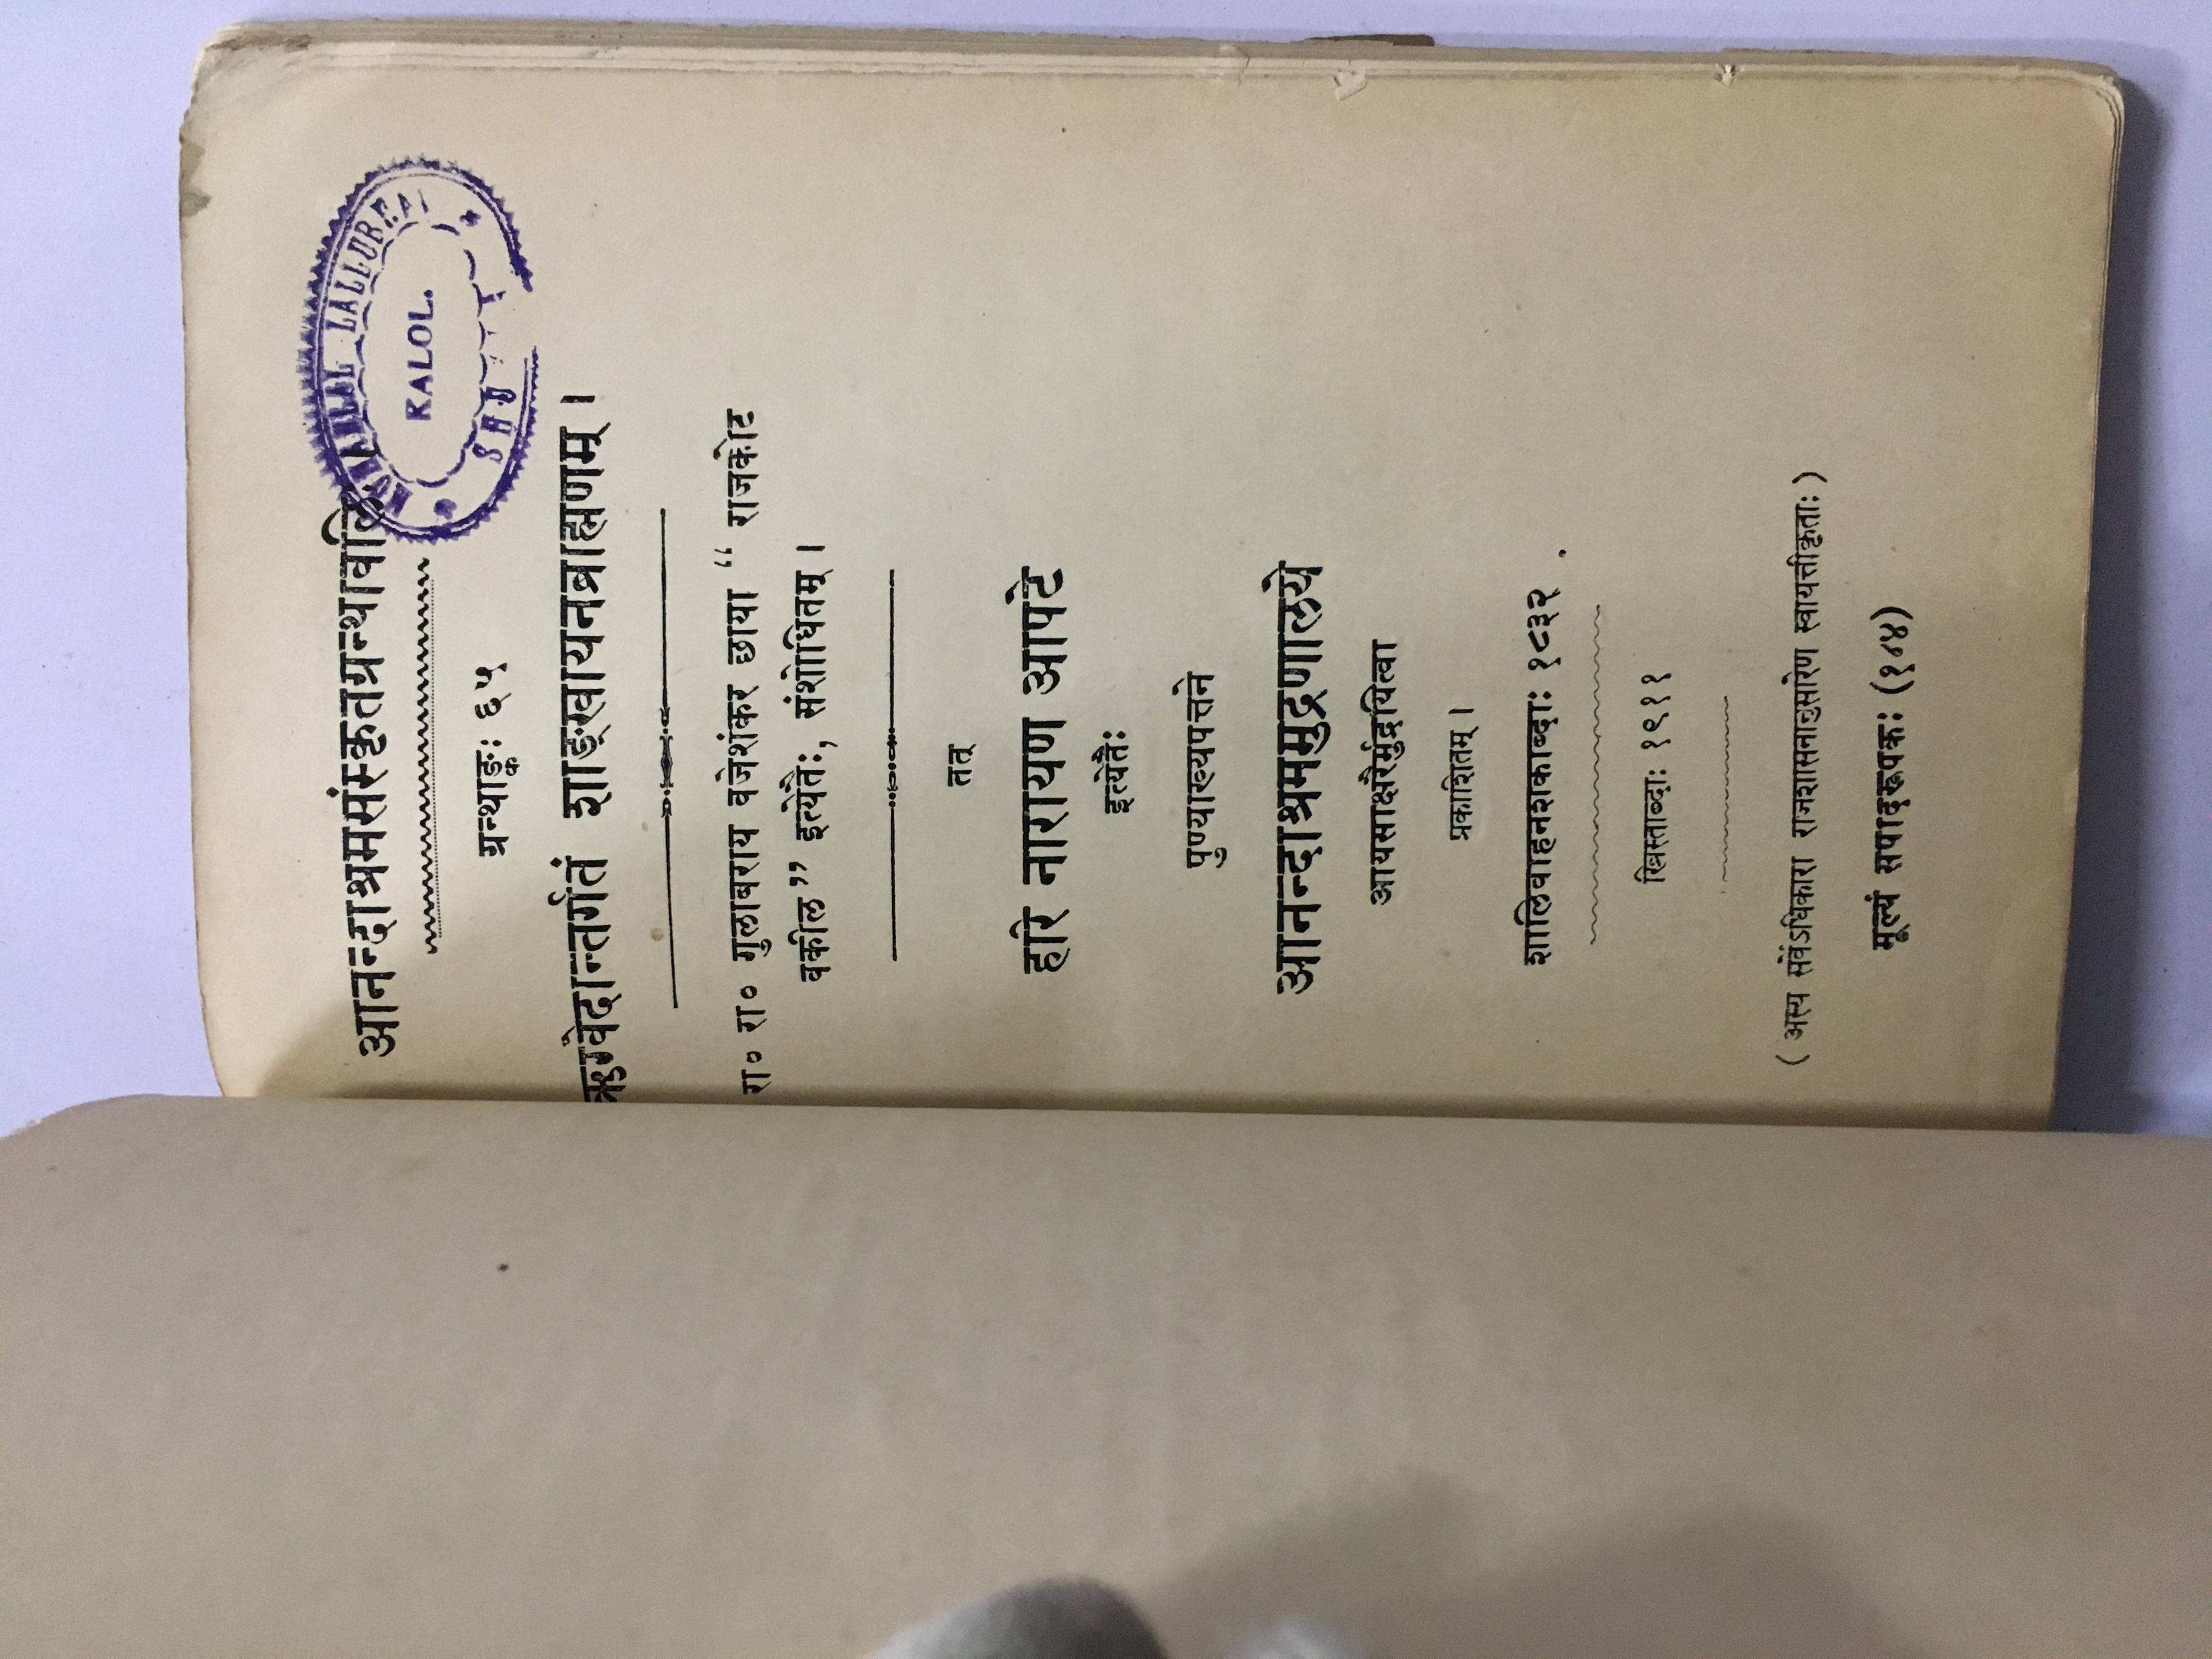 आनन्दाश्रमसंस्कृतग्रन्थावलिः
LALLUBHAI
KALOL.
ग्रन्थाङ्कः ६५
ऋग्वेदान्तर्गतं शाङ्खायनब्राह्मणम् ।
रा० रा० गुलाबराय वजेशंकर छाया “ राजकोट
वकील ” इत्येतैः, संशोधितम् ।
तत्
हरि नारायण आपटे
इत्येतैः
पुण्याख्यपत्तने
आनन्दाश्रममुद्रणालये
आयसाक्षरैर्मुद्रयित्वा
प्रकाशितम् ।
शालिवाहनशकाब्दाः १८३२
ख्रिस्ताब्दाः १९११
( अस्य सर्वेऽधिकारा राजशासनानुसारेण स्वायत्तीकृताः )
मूल्यं सपादरूपकः (१०४)